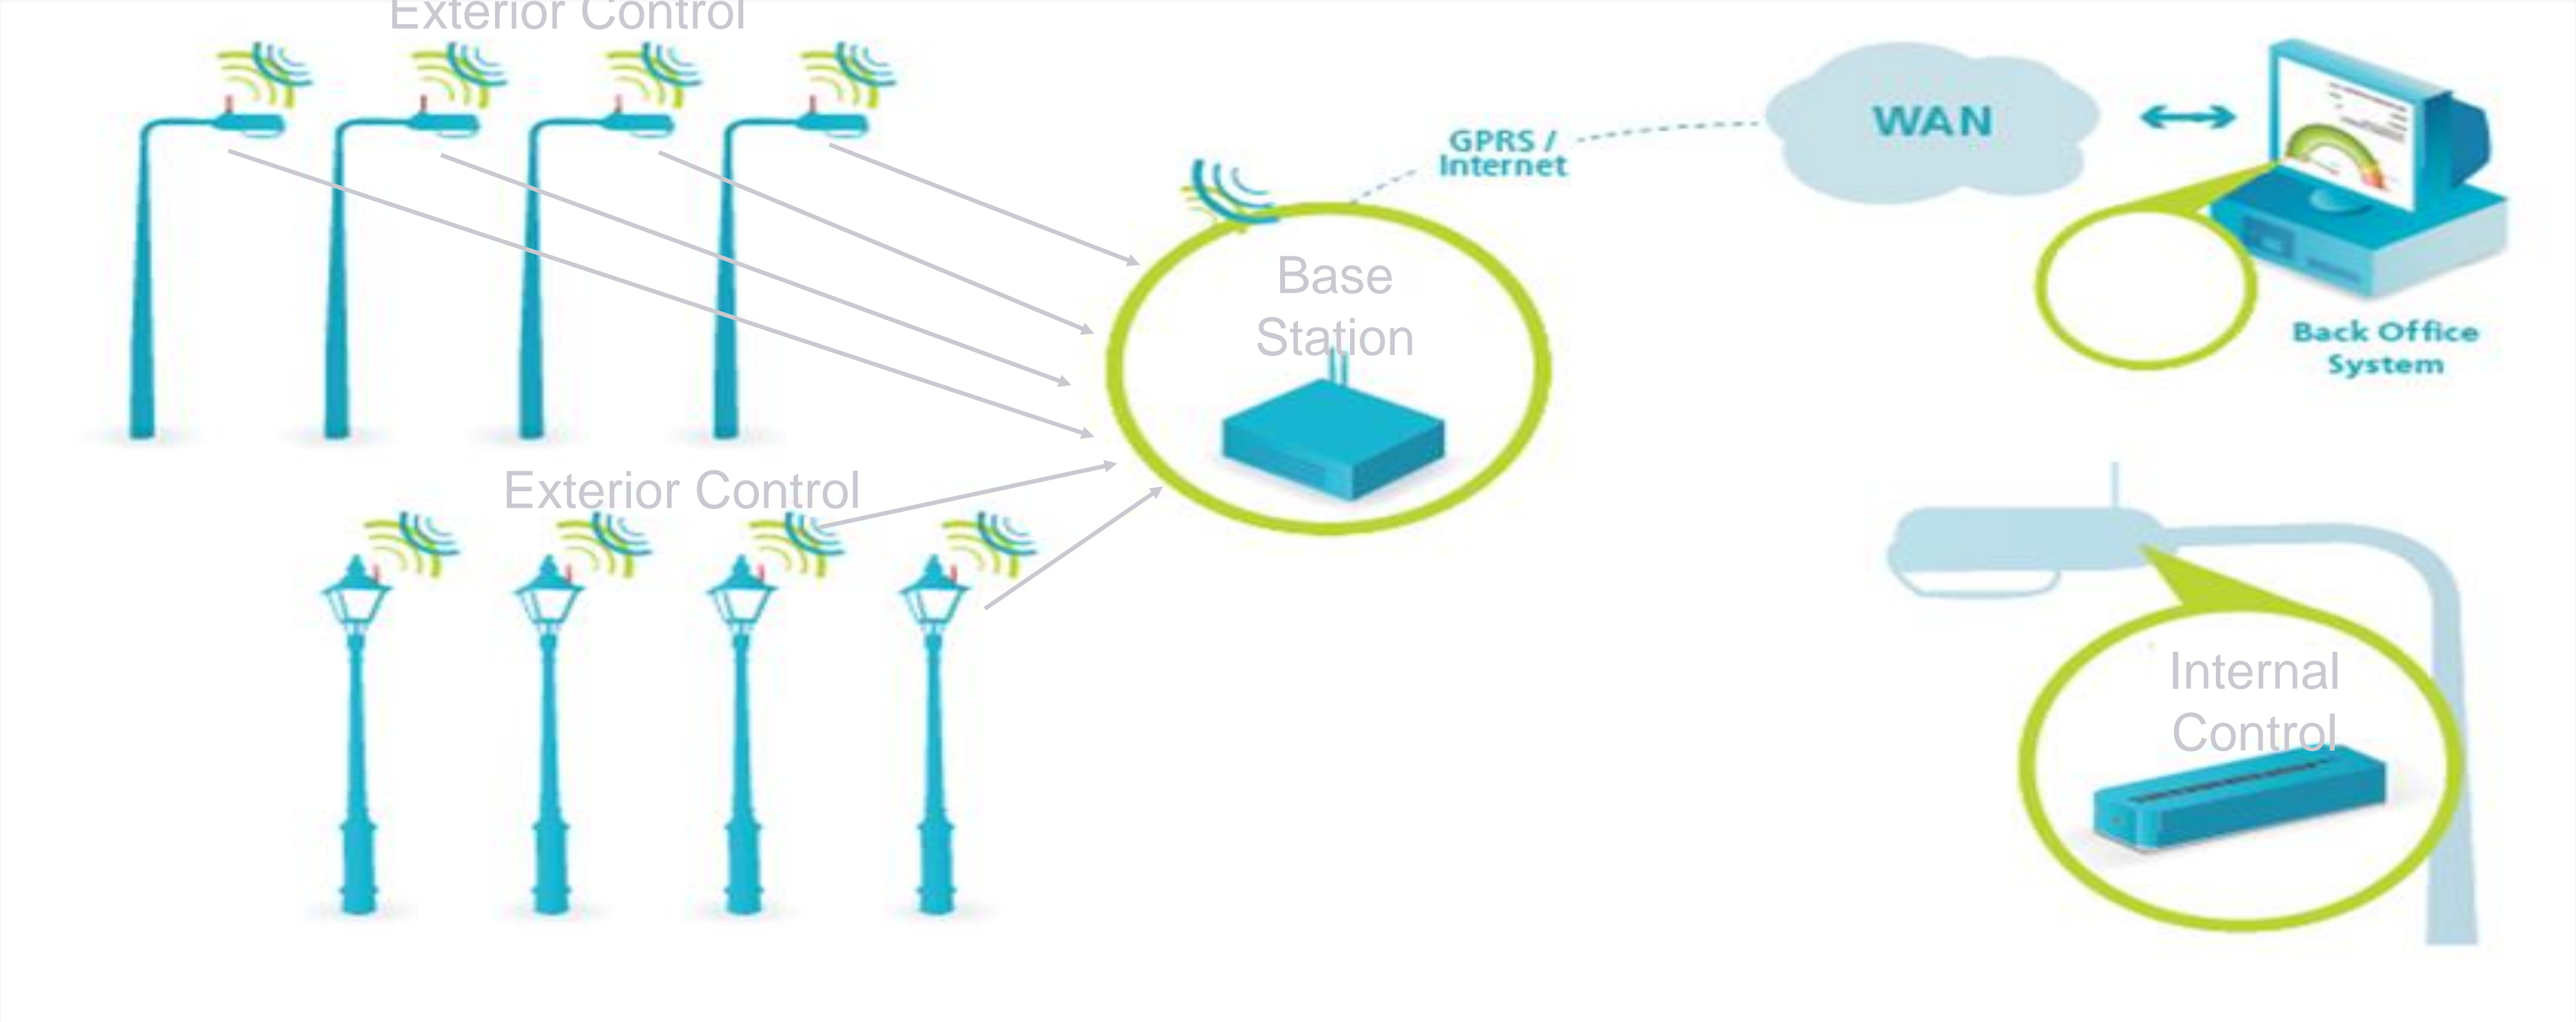 Exterior Control
GPRS /
Internet
WAN
Base
Station
Back Office
System
Exterior Control
Internal
Control